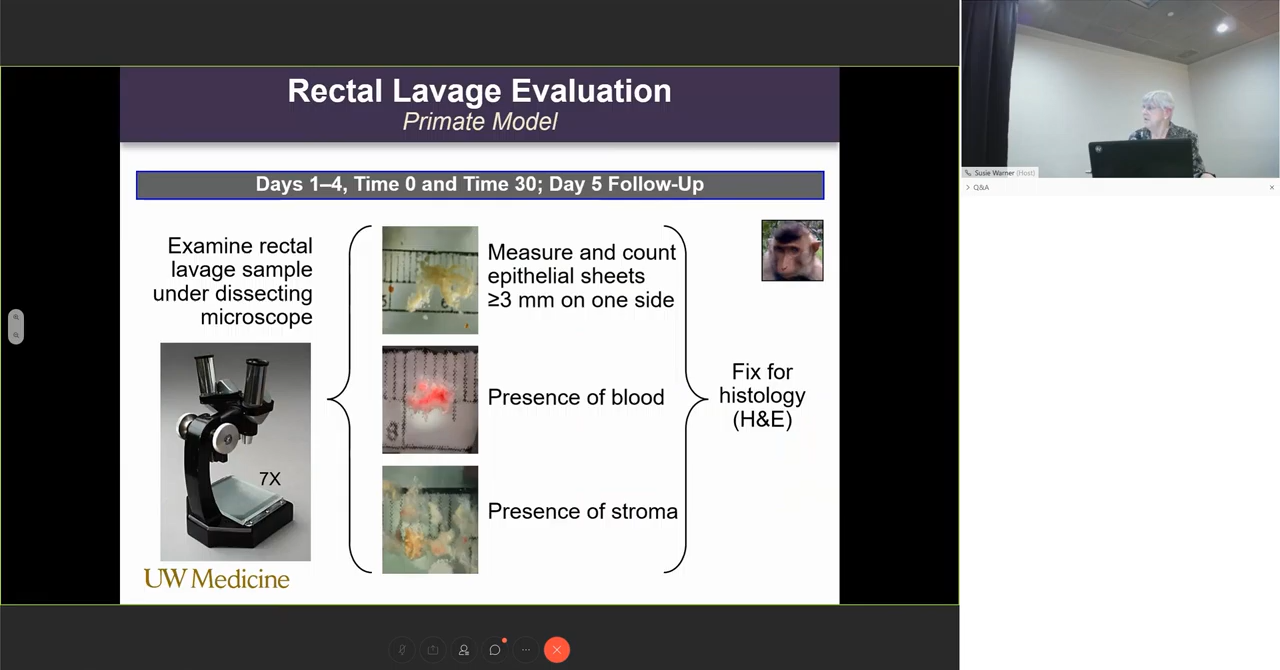 Rectal Lavage Evaluation
Primate Model
Days 1–4, Time 0 and Time 30; Day 5 Follow-Up
Examine rectal
lavage sample
under dissecting
microscope
7X
Measure and count
epithelial sheets
≥3 mm on one side
Presence of blood
8
Presence of stroma
Fix for
histology
(H&E)
UW Medicine
Susie Warner (Host)
Q&A